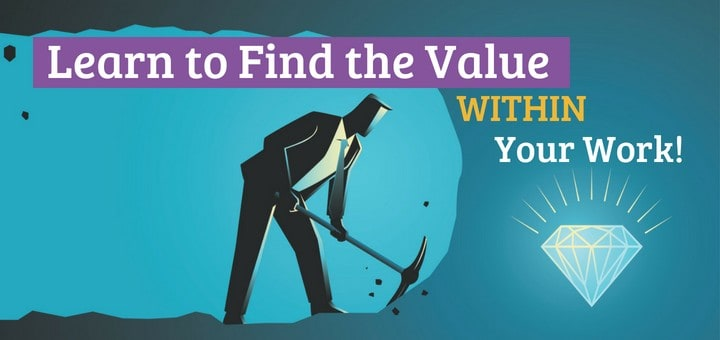 Learn to Find the Value
WITHIN
Your Work!